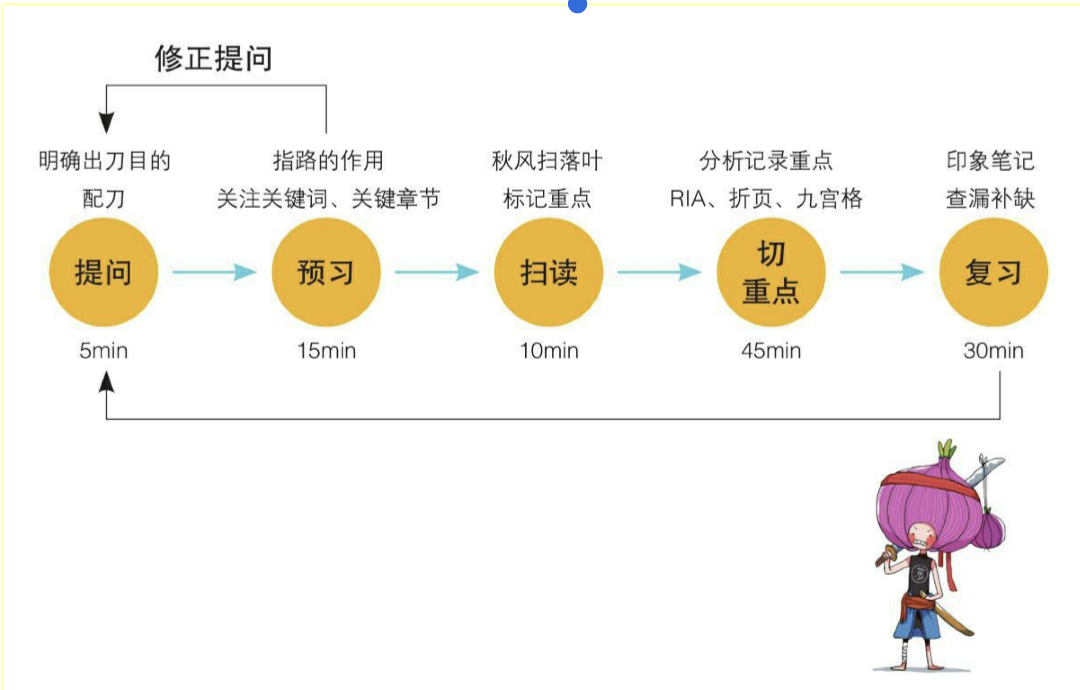 修正提问
明确出刀目的
配刀
提问
5min
指路的作用
关注关键词、关键章节
预习
15min
秋风扫落叶
标记重点
扫读
10min
分析记录重点
RIA、折页、九宫格
切
重点
45min
印象笔记
查漏补缺
复习
30min